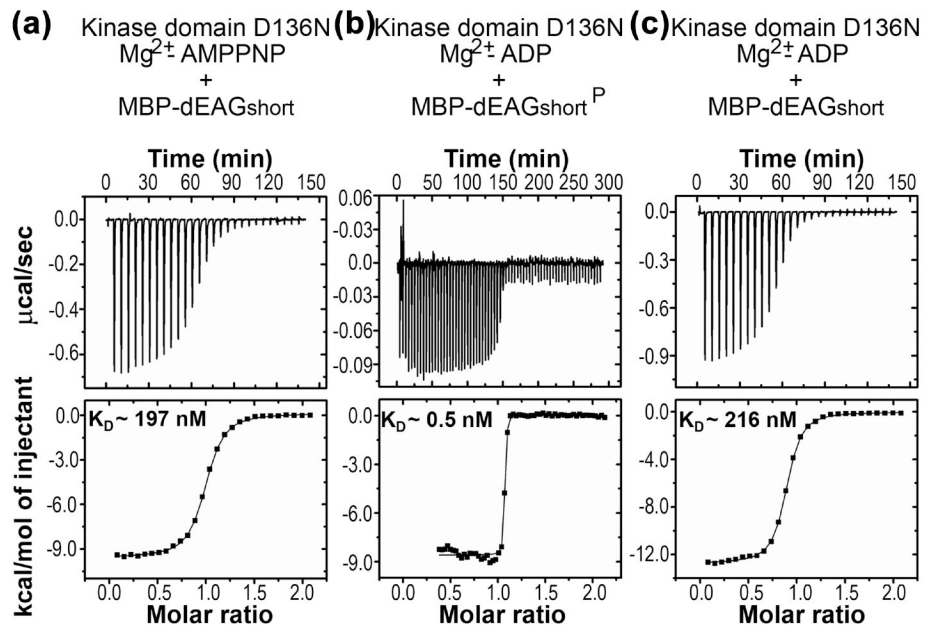 (a)
Kinase domain D136N
Mg2+- AMPPNP
+
MBP-dEAGshort
Time (min)
0 30 60 90 120 150
μcal/sec
0.0
-0.2
-0.4
-0.6
KD~ 197 nM
kcal/mol of injectant
0.0
-3.0
-6.0
-9.0
0.0 0.5 1.0 1.5 2.0
Molar ratio
(b)
Kinase domain D136N
Mg2+- ADP
+
MBP-dEAGshort P
Time (min)
0 50 100 150 200 250 300
-0.06
-0.03
0.0
-0.03
-0.06
-0.09
KD~ 0.5 nM
0.0
-3.0
-6.0
-9.0
0.0 0.5 1.0 1.5 2.0
Molar ratio
(c)
Kinase domain D136N
Mg2+- ADP
+
MBP-dEAGshort
Time (min)
0 30 60 90 120 150
0.0
-0.3
-0.6
-0.9
KD~ 216 nM
0.0
-4.0
-8.0
-12.0
0.0 0.5 1.0 1.5 2.0
Molar ratio